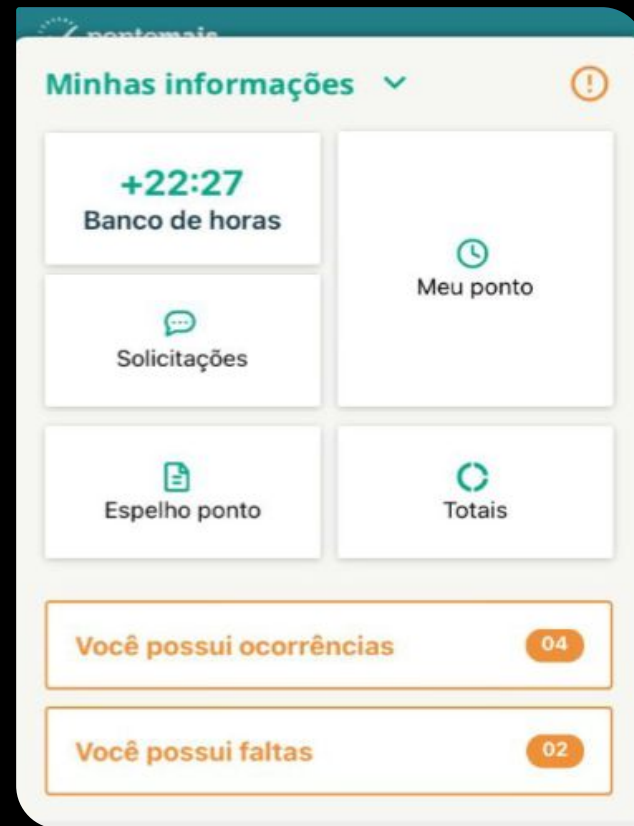 pontomais
Minhas informações
+22:27
Banco de horas
Meu ponto
Solicitações
Espelho ponto
Totais
Você possui ocorrências 04
Você possui faltas 02